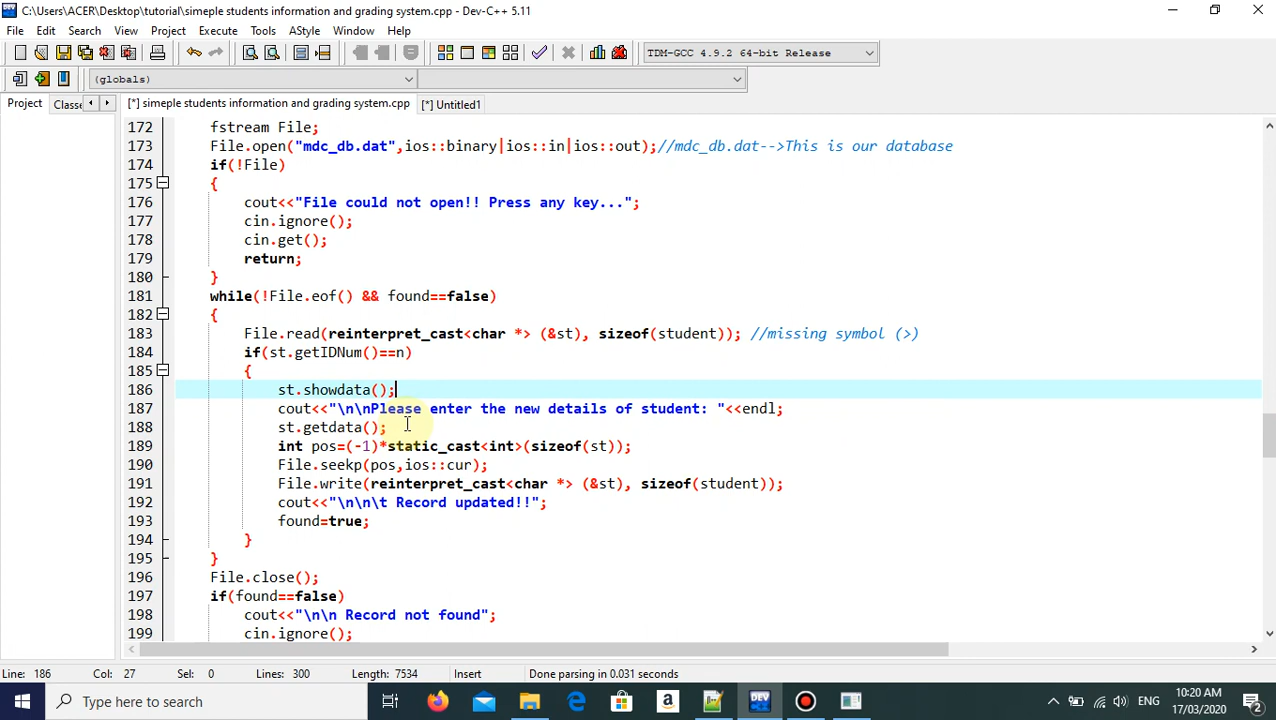 C:\Users\ACER\Desktop\tutorial\simeple students information and grading system.cpp - Dev-C++ 5.11
File Edit Search View Project Execute Tools AStyle Window Help
TDM-GCC 4.9.2 64-bit Release
(globals)
Project Classe [*] simeple students information and grading system.cpp [*] Untitled1
172 fstream File;
173 File.open("mdc_db.dat",ios::binary|ios::in|ios::out);//mdc_db.dat-->This is our database
174 if(!File)
175 {
176 cout<<"File could not open!! Press any key...";
177 cin.ignore();
178 cin.get();
179 return;
180 }
181 while(!File.eof() && found==false)
182 {
183 File.read(reinterpret_cast<char *> (&st), sizeof(student)); //missing symbol (>)
184 if(st.getIDNum()==n)
185 {
186 st.showdata();
187 cout<<"\n\nPlease enter the new details of student: "<<endl;
188 st.getdata();
189 int pos=(-1)*static_cast<int>(sizeof(st));
190 File.seekp(pos,ios::cur);
191 File.write(reinterpret_cast<char *> (&st), sizeof(student));
192 cout<<"\n\n\t Record updated!!";
193 found=true;
194 }
195 }
196 File.close();
197 if(found==false)
198 cout<<"\n\n Record not found";
199 cin.ignore();
Line: 186 Col: 27 Sel: 0 Lines: 300 Length: 7534 Insert Done parsing in 0.031 seconds
Type here to search
DEV
ENG
10:20 AM
17/03/2020
2